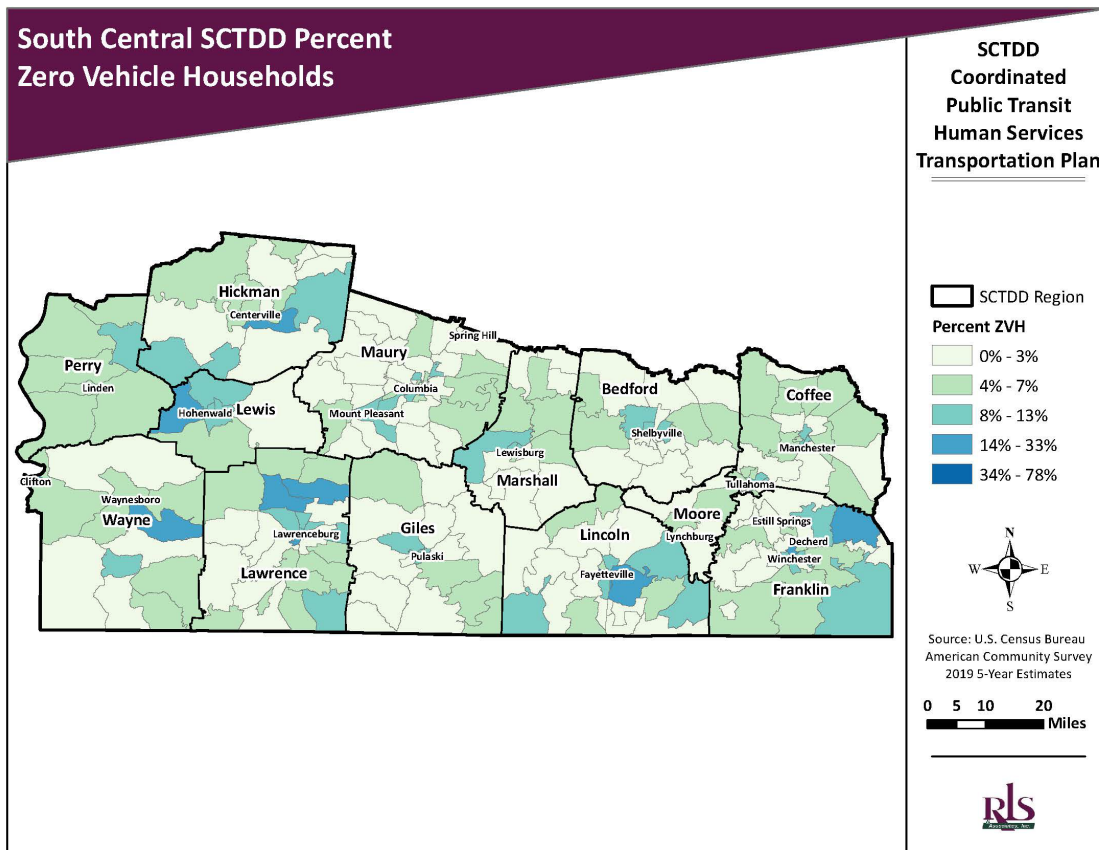 South Central SCTDD Percent
Zero Vehicle Households
SCTDD
Coordinated
Public Transit
Human Services
Transportation Plan
SCTDD Region
Percent ZVH
0% - 3%
4% - 7%
8% - 13%
14% - 33%
34% - 78%
N
W E
S
Source: U.S. Census Bureau
American Community Survey
2019 5-Year Estimates
0 5 10 20
Miles
RLS
& Associates, Inc.
Hickman
Centerville
Spring Hill
Maury
Perry
Linden
Columbia
Bedford
Coffee
Hohenwald
Lewis
Mount Pleasant
Shelbyville
Manchester
Lewisburg
Marshall
Clifton
Tullahoma
Waynesboro
Wayne
Moore
Estill Springs
Giles
Lincoln
Lynchburg
Lawrenceburg
Decherd
Pulaski
Winchester
Lawrence
Fayetteville
Franklin